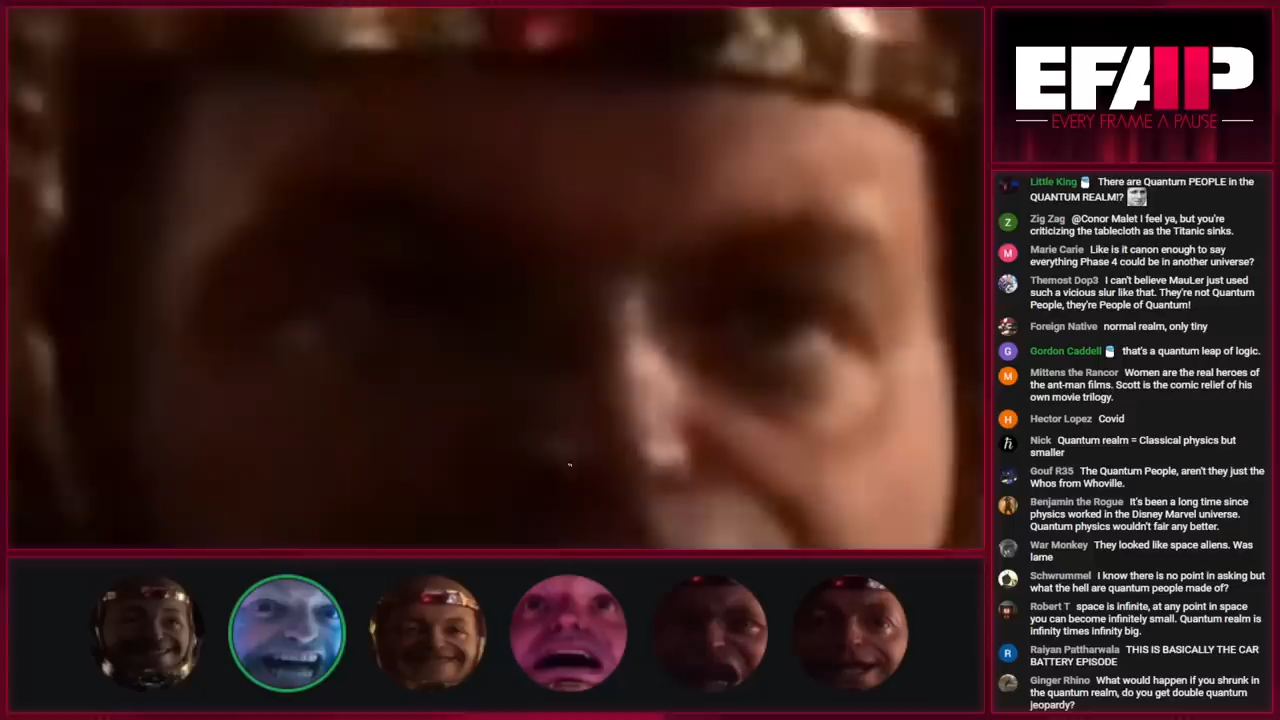 EFAP
EVERY FRAME A PAUSE
Little King There are Quantum PEOPLE in the
QUANTUM REALM!?
Z
Zig Zag @Conor Malet I feel ya, but you're
criticizing the tablecloth as the Titanic sinks.
M
Marie Carie Like is it canon enough to say
everything Phase 4 could be in another universe?
Themost Dop3 I can't believe MauLer just used
such a vicious slur like that. They're not Quantum
People, they're People of Quantum!
Foreign Native normal realm, only tiny
G
Gordon Caddell that's a quantum leap of logic.
M
Mittens the Rancor Women are the real heroes of
the ant-man films. Scott is the comic relief of his
own movie trilogy.
H
Hector Lopez Covid
ħ
Nick Quantum realm = Classical physics but
smaller
Gouf R35 The Quantum People, aren't they just the
Whos from Whoville.
Benjamin the Rogue It's been a long time since
physics worked in the Disney Marvel universe.
Quantum physics wouldn't fair any better.
War Monkey They looked like space aliens. Was
lame
Schwrummel I know there is no point in asking but
what the hell are quantum people made of?
Robert T space is infinite, at any point in space
you can become infinitely small. Quantum realm is
infinity times infinity big.
R
Raiyan Pattharwala THIS IS BASICALLY THE CAR
BATTERY EPISODE
Ginger Rhino What would happen if you shrunk in
the quantum realm, do you get double quantum
jeopardy?